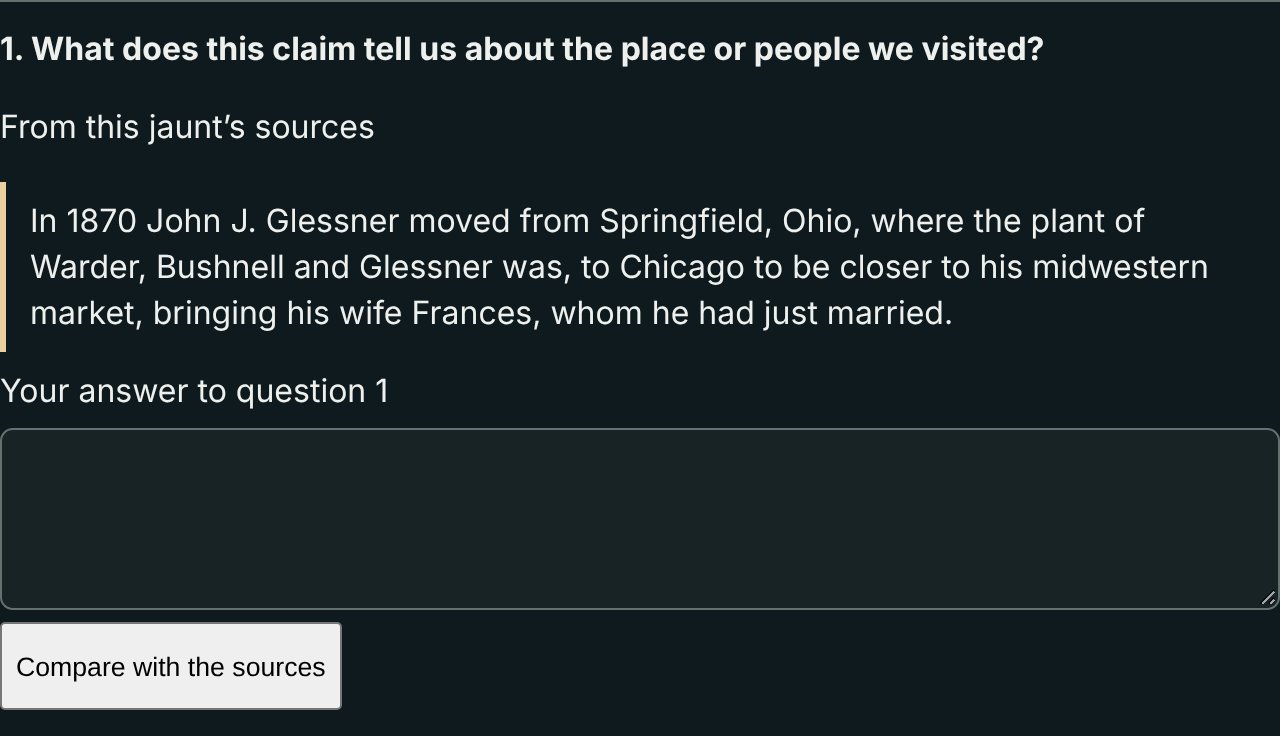 1. What does this claim tell us about the place or people we visited?
From this jaunt’s sources
In 1870 John J. Glessner moved from Springfield, Ohio, where the plant of
Warder, Bushnell and Glessner was, to Chicago to be closer to his midwestern
market, bringing his wife Frances, whom he had just married.
Your answer to question 1
Compare with the sources